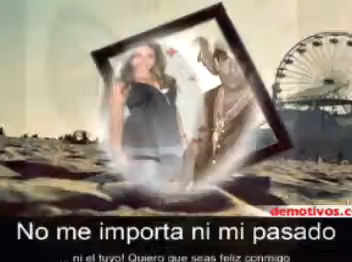 demotivos.c
No me importa ni mi pasado
... ni el tuyo! Quiero que seas feliz conmigo